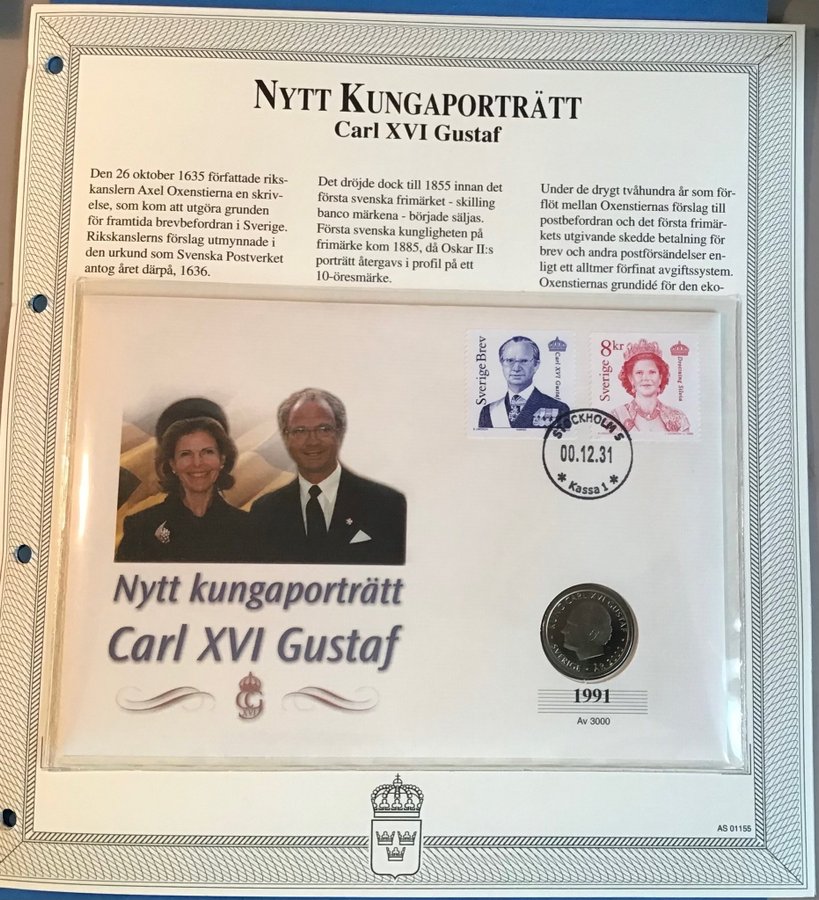 NYTT KUNGAPORTRÄTT
Carl XVI Gustaf
Den 26 oktober 1635 författade riks-
kanslern Axel Oxenstierna en skriv-
else, som kom att utgöra grunden
för framtida brevbefordran i Sverige.
Rikskanslerns förslag utmynnade i
den urkund som Svenska Postverket
antog året därpå, 1636.
Det dröjde dock till 1855 innan det
första svenska frimärket - skilling
banco märkena - började säljas.
Första svenska kungligheten på
frimärke kom 1885, då Oskar II:s
porträtt återgavs i profil på ett
10-öresmärke.
Under de drygt tvåhundra år som för-
flöt mellan Oxenstiernas förslag till
postbefordran och det första frimär-
kets utgivande skedde betalning för
brev och andra postförsändelser en-
ligt ett alltmer förfinat avgiftssystem.
Oxenstiernas grundidé för den eko-
Sverige Brev
Carl XVI Gustaf
8kr
Sverige
Drottning Silvia
STOCKHOLM 5
00.12.31
* Kassa 1 *
Nytt kungaporträtt
Carl XVI Gustaf
CARL XVI GUSTAF
SVERIGE
1991
Av 3000
AS 01155